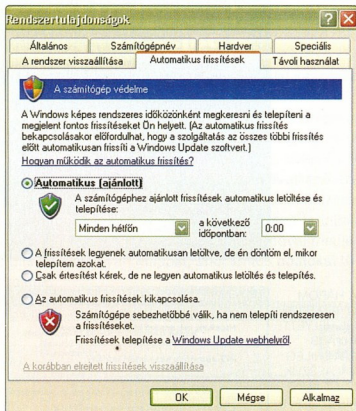 Rendszertulajdonságok
Általános
Számítógépnév
Hardver
Speciális
A rendszer visszaállítása
Automatikus frissítések
Távoli használat
A számítógép védelme
A Windows képes rendszeres időközönként megkeresni és telepíteni a
megjelent fontos frissítéseket Ön helyett. (Az automatikus frissítés
bekapcsolásakor előfordulhat, hogy a szolgáltatás az összes többi frissítés
előtt automatikusan frissíti a Windows Update szoftvert.)
Hogyan működik az automatikus frissítés?
Automatikus (ajánlott)
A számítógéphez ajánlott frissítések automatikus letöltése és
telepítése:
Minden hétfőn
a következő
időpontban:
0:00
A frissítések legyenek automatikusan letöltve, de én döntöm el, mikor
telepítem azokat.
Csak értesítést kérek, de ne legyen automatikus letöltés és telepítés.
Az automatikus frissítések kikapcsolása.
Számítógépe sebezhetőbbé válik, ha nem telepíti rendszeresen
a frissítéseket.
Frissítések telepítése a Windows Update webhelyről.
A korábban elrejtett frissítések visszaállítása
OK
Mégse
Alkalmaz